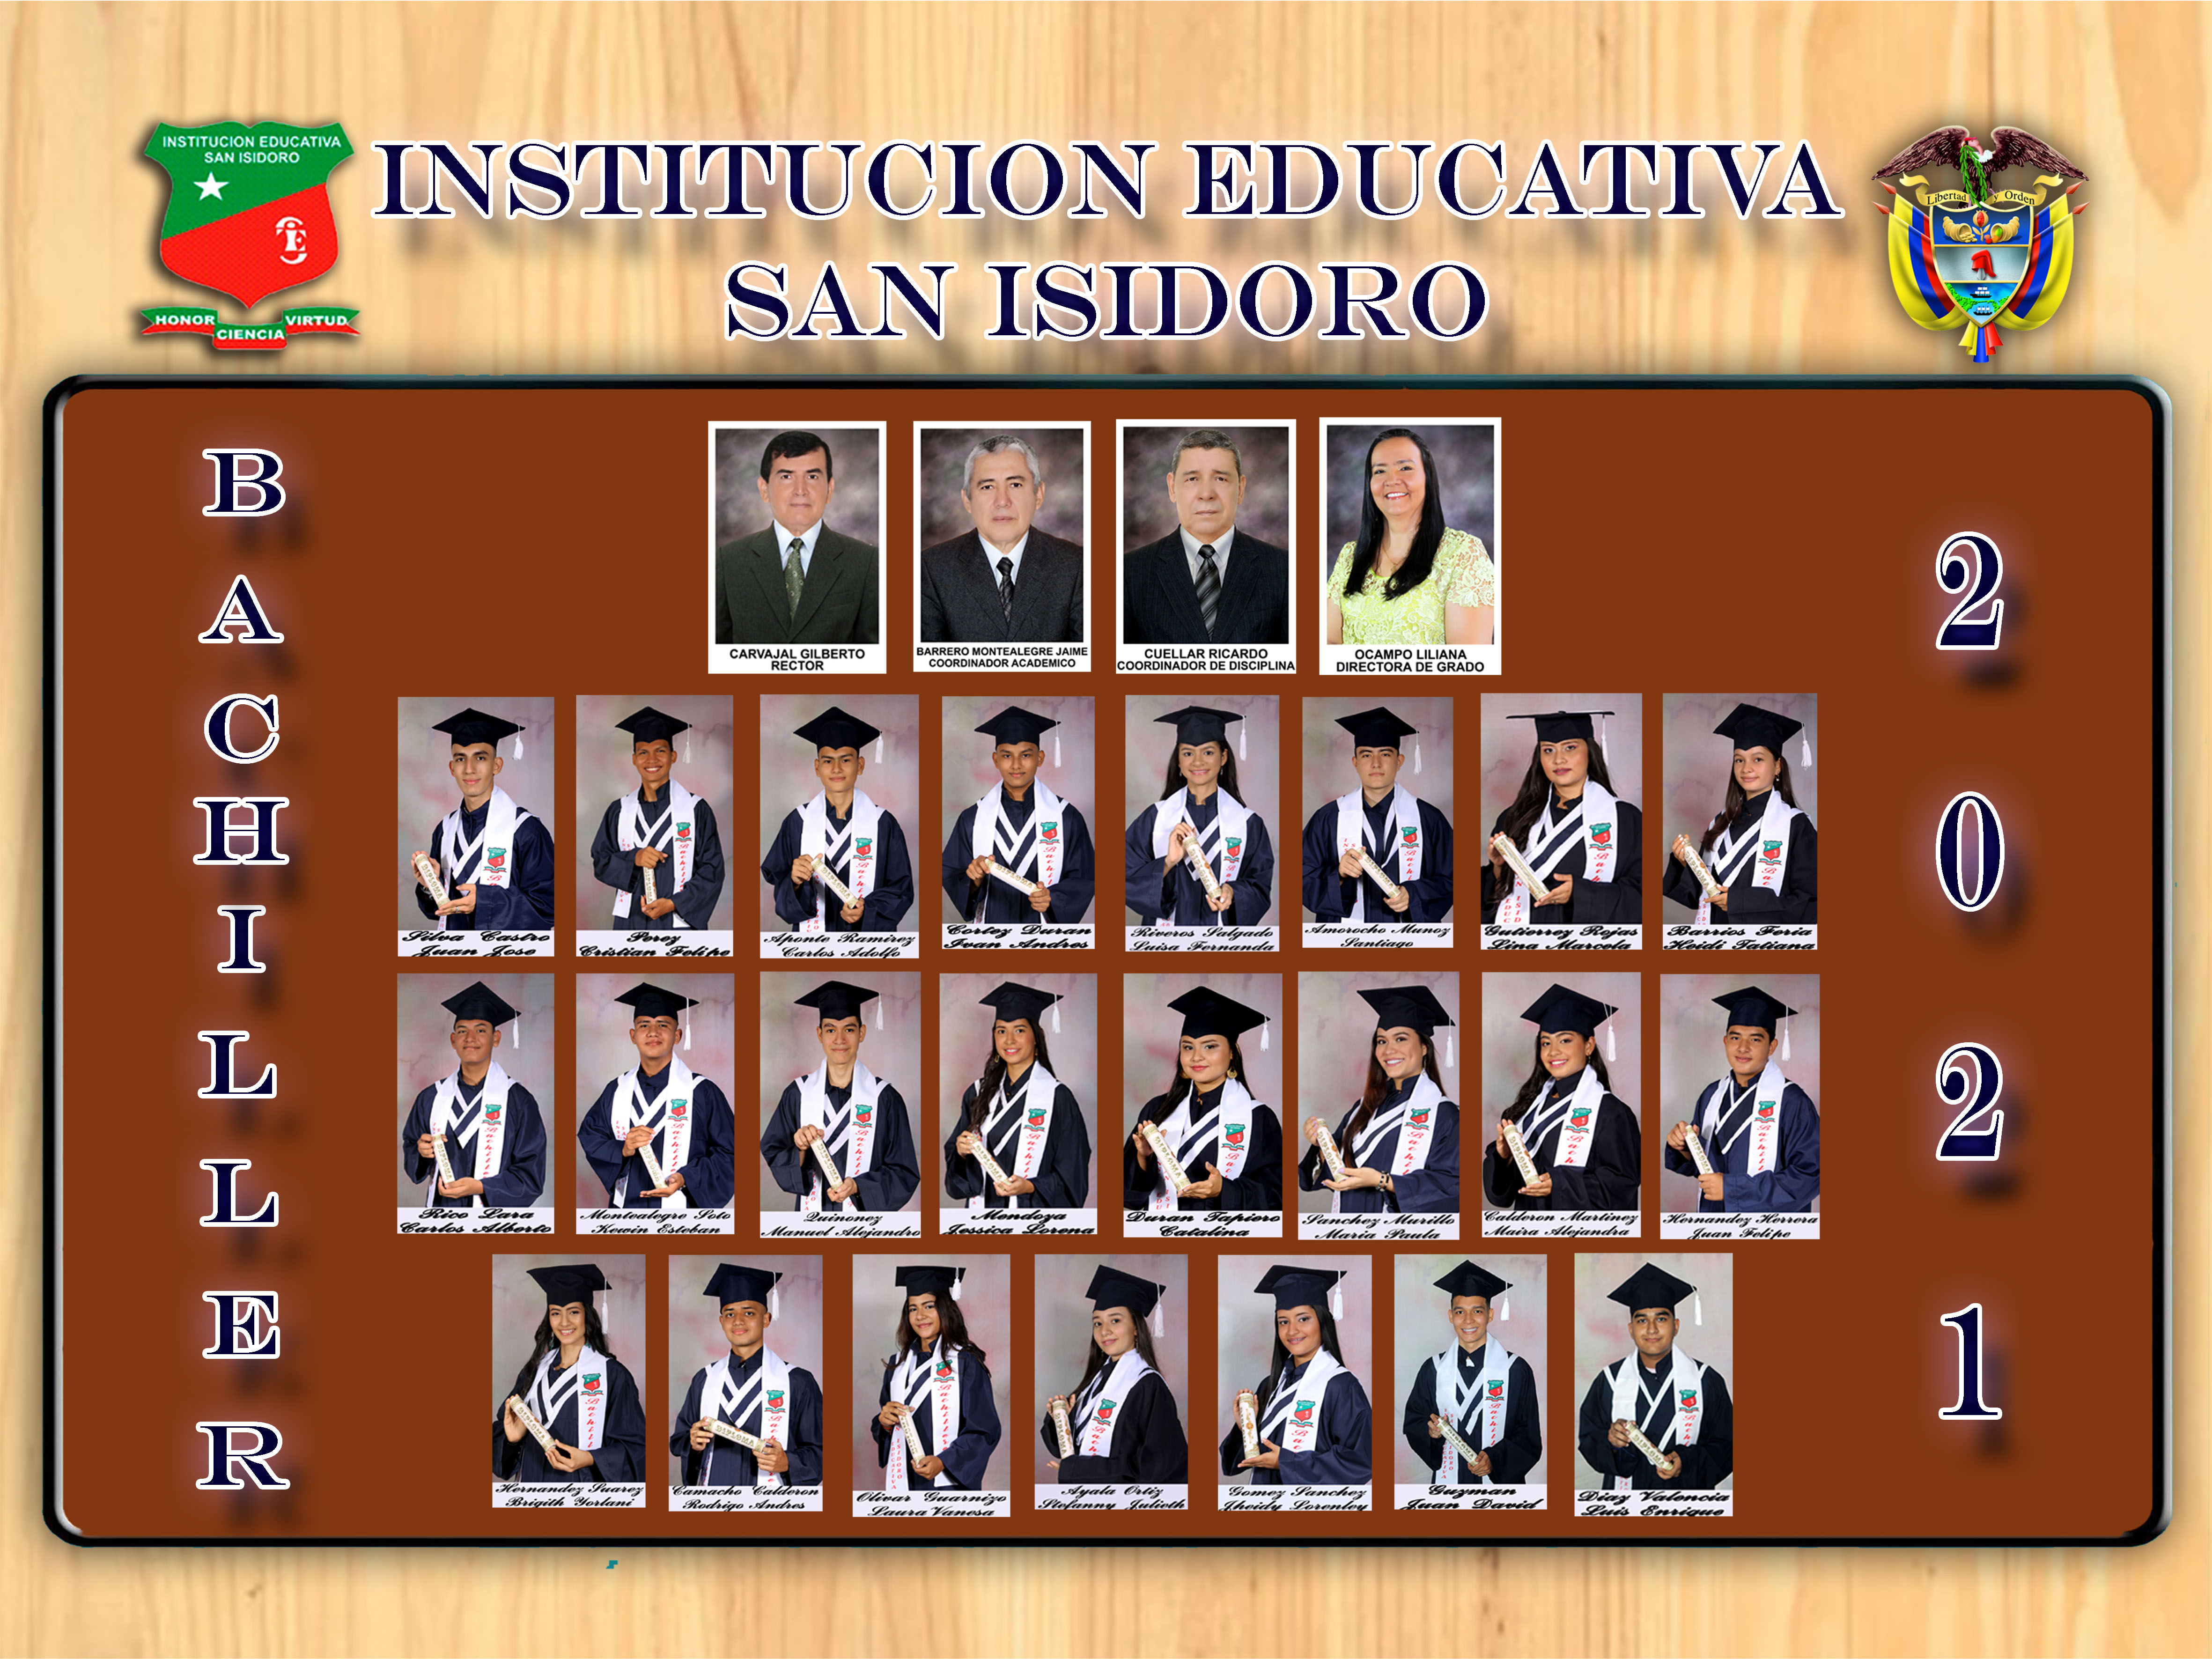 INSTITUCION EDUCATIVA
SAN ISIDORO
HONOR CIENCIA VIRTUD
INSTITUCION EDUCATIVA
SAN ISIDORO
Libertad y Orden
BACHILLER
2021
CARVAJAL GILBERTO
RECTOR
BARRERO MONTEALEGRE JAIME
COORDINADOR ACADEMICO
CUELLAR RICARDO
COORDINADOR DE DISCIPLINA
OCAMPO LILIANA
DIRECTORA DE GRADO
Silva Castro
Juan Jose
Perez
Cristian Felipe
Aponte Ramirez
Carlos Adolfo
Cortez Duran
Ivan Andres
Riveros Salgado
Luisa Fernanda
Amorocho Munoz
Santiago
Gutierrez Rojas
Lina Marcela
Barrios Feria
Heidi Tatiana
Rico Lara
Carlos Alberto
Montealegre Soto
Kewin Esteban
Quinonez
Manuel Alejandro
Mendoza
Jessica Lorena
Duran Tapiero
Catalina
Sanchez Murillo
Maria Paula
Calderon Martinez
Maira Alejandra
Hernandez Herrera
Juan Felipe
Hernandez Suarez
Brigith Yorlani
Camacho Calderon
Rodrigo Andres
Olivar Guarnizo
Laura Vanesa
Ayala Ortiz
Stefanny Julieth
Gomez Sanchez
Jheidy Lorenley
Guzman
Juan David
Diaz Valencia
Luis Enrique